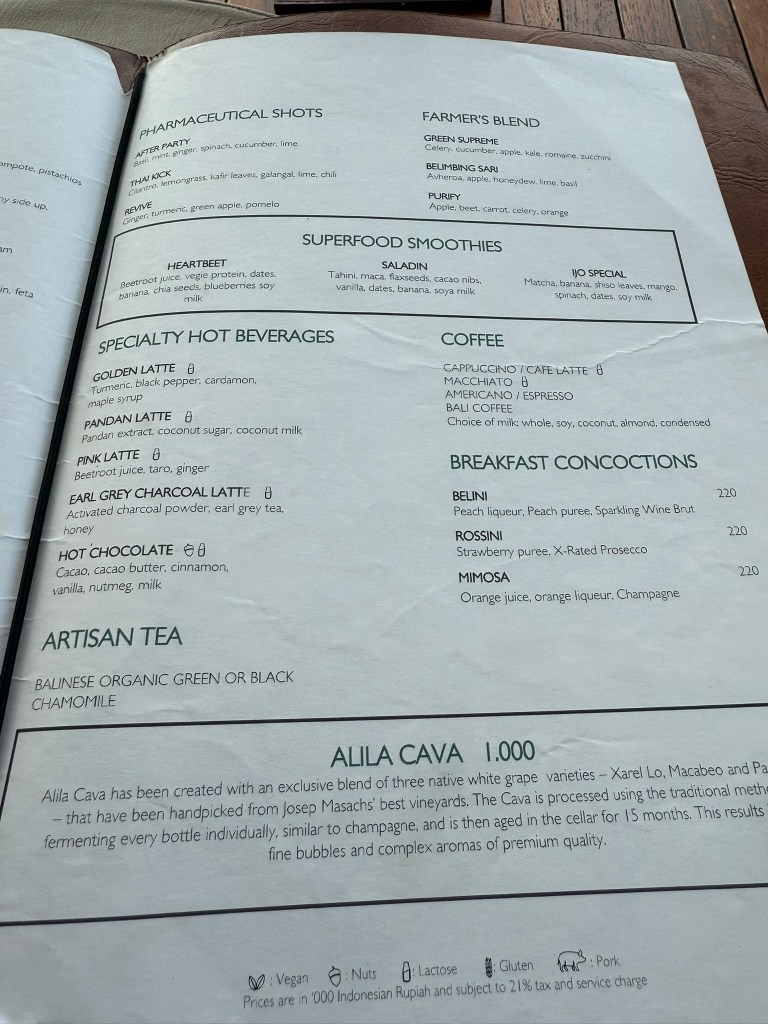 ompote, pistachios
ny side up,
am
in, feta
PHARMACEUTICAL SHOTS
AFTER PARTY
Basil, mint, ginger, spinach, cucumber, lime
THAI KICK
Cilantro, lemongrass, kafir leaves, galangal, lime, chili
REVIVE
Ginger, turmeric, green apple, pomelo
FARMER'S BLEND
GREEN SUPREME
Celery, cucumber, apple, kale, romaine, zucchini
BELIMBING SARI
Averhoa, apple, honeydew, lime, basil
PURIFY
Apple, beet, carrot, celery, orange
SUPERFOOD SMOOTHIES
HEARTBEET
Beetroot juice, vegie protein, dates,
banana, chia seeds, blueberries soy
milk
SALADIN
Tahini, maca, flaxseeds, cacao nibs,
vanilla, dates, banana, soya milk
IJO SPECIAL
Matcha, banana, shiso leaves, mango,
spinach, dates, soy milk
SPECIALTY HOT BEVERAGES
GOLDEN LATTE
Turmeric, black pepper, cardamon,
maple syrup
PANDAN LATTE
Pandan extract, coconut sugar, coconut milk
PINK LATTE
Beetroot juice, taro, ginger
EARL GREY CHARCOAL LATTE
Activated charcoal powder, earl grey tea,
honey
HOT CHOCOLATE
Cacao, cacao butter, cinnamon,
vanilla, nutmeg, milk
COFFEE
CAPPUCCINO / CAFE LATTE
MACCHIATO
AMERICANO / ESPRESSO
BALI COFFEE
Choice of milk: whole, soy, coconut, almond, condensed
BREAKFAST CONCOCTIONS
BELINI 220
Peach liqueur, Peach puree, Sparkling Wine Brut
ROSSINI 220
Strawberry puree, X-Rated Prosecco
MIMOSA 220
Orange juice, orange liqueur, Champagne
ARTISAN TEA
BALINESE ORGANIC GREEN OR BLACK
CHAMOMILE
ALILA CAVA 1.000
Alila Cava has been created with an exclusive blend of three native white grape varieties – Xarel Lo, Macabeo and Pa
– that have been handpicked from Josep Masachs' best vineyards. The Cava is processed using the traditional meth
fermenting every bottle individually, similar to champagne, and is then aged in the cellar for 15 months. This results
fine bubbles and complex aromas of premium quality.
: Vegan : Nuts : Lactose : Gluten : Pork
Prices are in '000 Indonesian Rupiah and subject to 21% tax and service charge